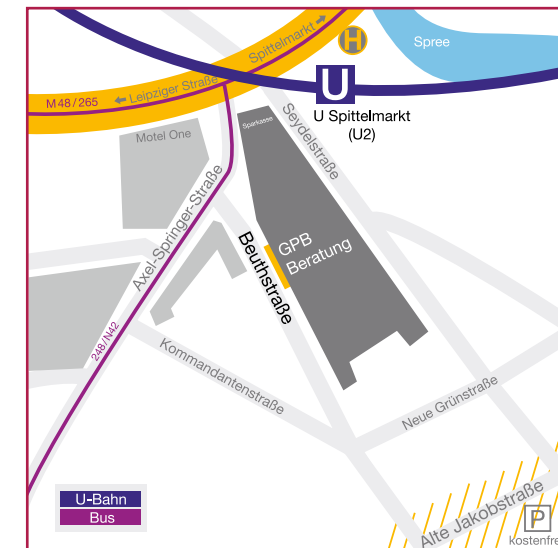 Spittelmarkt
H
Spree
M48/265
Leipziger Straße
U
U Spittelmarkt
(U2)
Sparkasse
Seydelstraße
Motel One
Axel-Springer-Straße
GPB
Beratung
Beuthstraße
248/N42
Kommandantenstraße
Neue Grünstraße
U-Bahn
Bus
Alte Jakobstraße
P
kostenfre